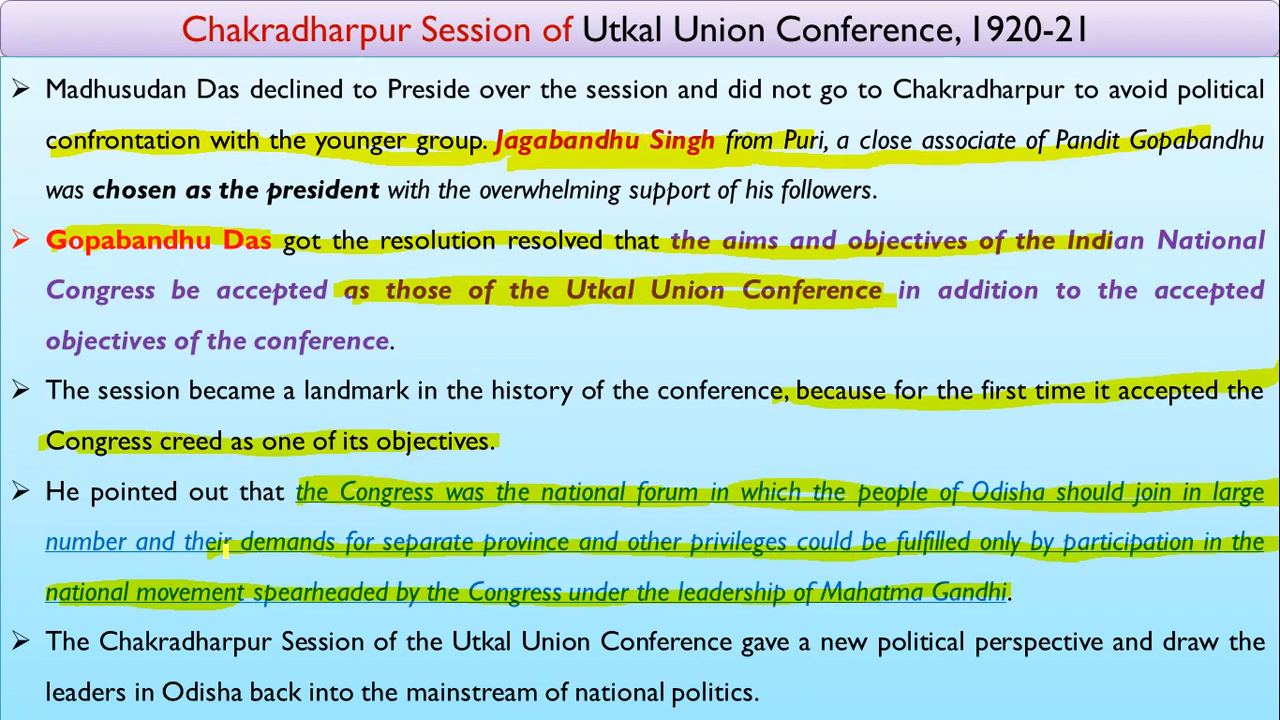 Chakradharpur Session of Utkal Union Conference, 1920-21
➢ Madhusudan Das declined to Preside over the session and did not go to Chakradharpur to avoid political
confrontation with the younger group. Jagabandhu Singh from Puri, a close associate of Pandit Gopabandhu
was chosen as the president with the overwhelming support of his followers.
➢ Gopabandhu Das got the resolution resolved that the aims and objectives of the Indian National
Congress be accepted as those of the Utkal Union Conference in addition to the accepted
objectives of the conference.
➢ The session became a landmark in the history of the conference, because for the first time it accepted the
Congress creed as one of its objectives.
➢ He pointed out that the Congress was the national forum in which the people of Odisha should join in large
number and their demands for separate province and other privileges could be fulfilled only by participation in the
national movement spearheaded by the Congress under the leadership of Mahatma Gandhi.
➢ The Chakradharpur Session of the Utkal Union Conference gave a new political perspective and draw the
leaders in Odisha back into the mainstream of national politics.